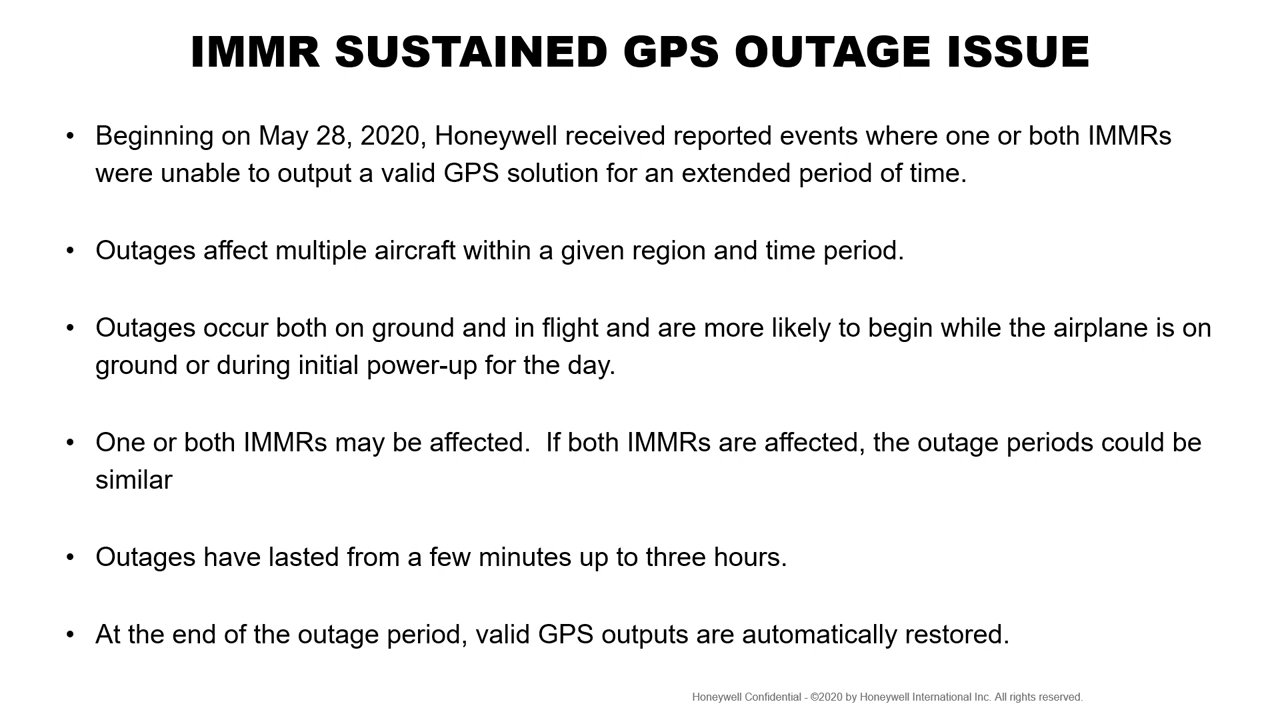 IMMR SUSTAINED GPS OUTAGE ISSUE
• Beginning on May 28, 2020, Honeywell received reported events where one or both IMMRs
were unable to output a valid GPS solution for an extended period of time.
• Outages affect multiple aircraft within a given region and time period.
• Outages occur both on ground and in flight and are more likely to begin while the airplane is on
ground or during initial power-up for the day.
• One or both IMMRs may be affected.  If both IMMRs are affected, the outage periods could be
similar
• Outages have lasted from a few minutes up to three hours.
• At the end of the outage period, valid GPS outputs are automatically restored.
Honeywell Confidential - ©2020 by Honeywell International Inc. All rights reserved.